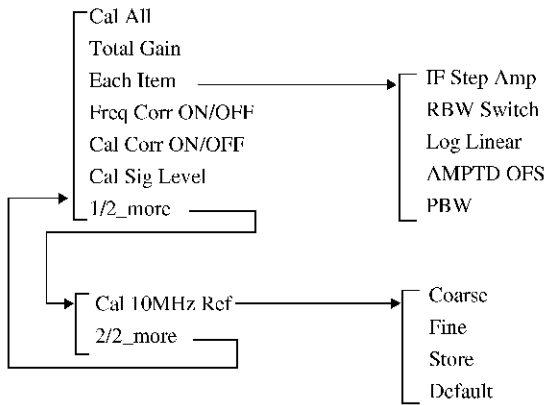 Cal All
Total Gain
Each Item
Freq Corr ON/OFF
Cal Corr ON/OFF
Cal Sig Level
1/2_more
IF Step Amp
RBW Switch
Log Linear
AMPTD OFS
PBW
Cal 10MHz Ref
2/2_more
Coarse
Fine
Store
Default